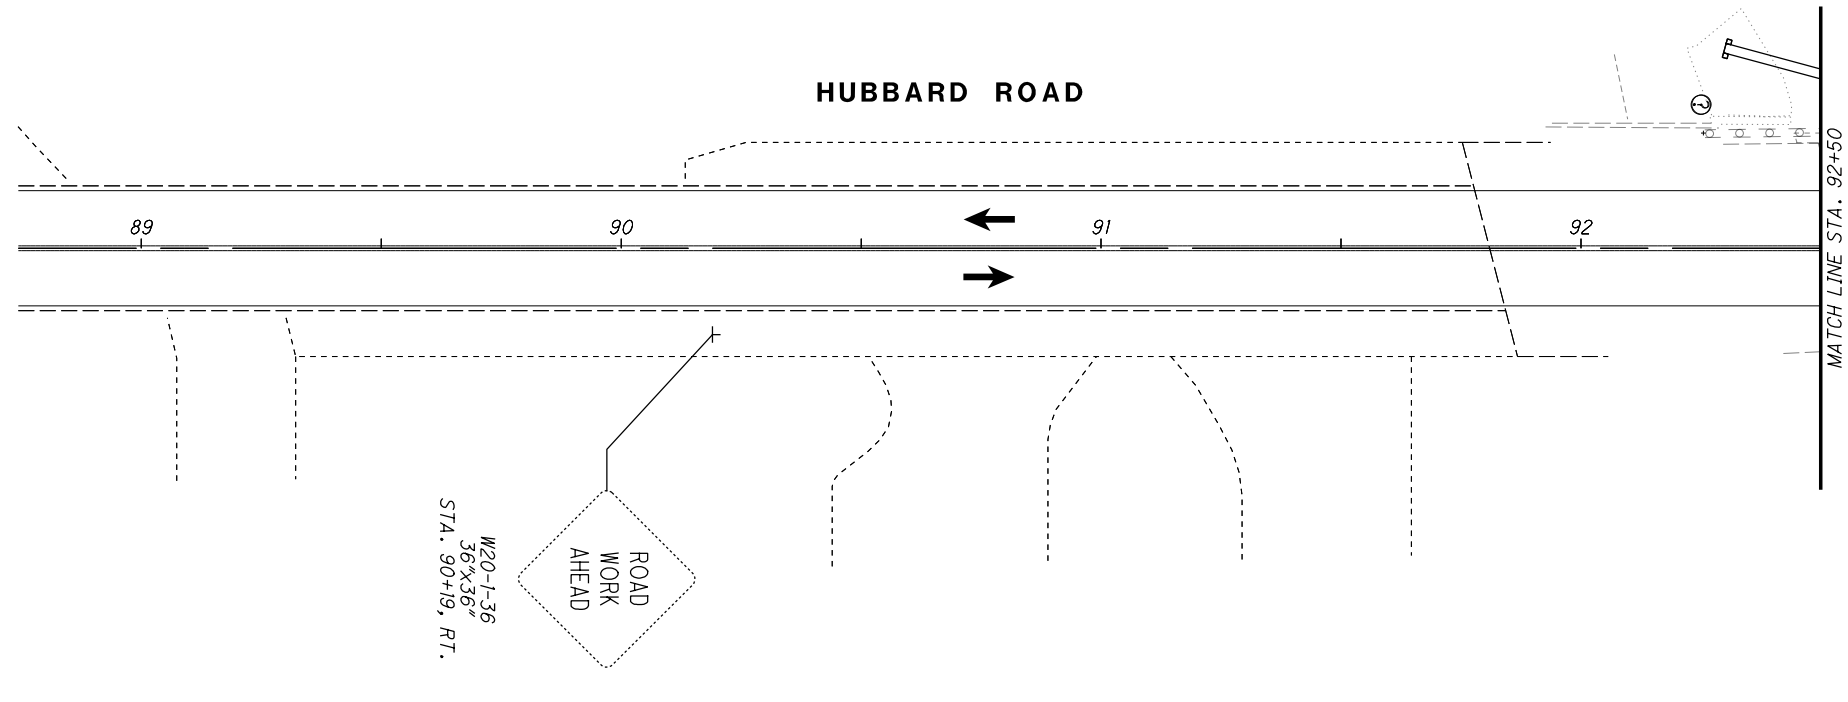 HUBBARD ROAD
89
90
91
92
MATCH LINE STA. 92+50
?
ROAD
WORK
AHEAD
W20-1-36
36"x36"
STA. 90+19, RT.